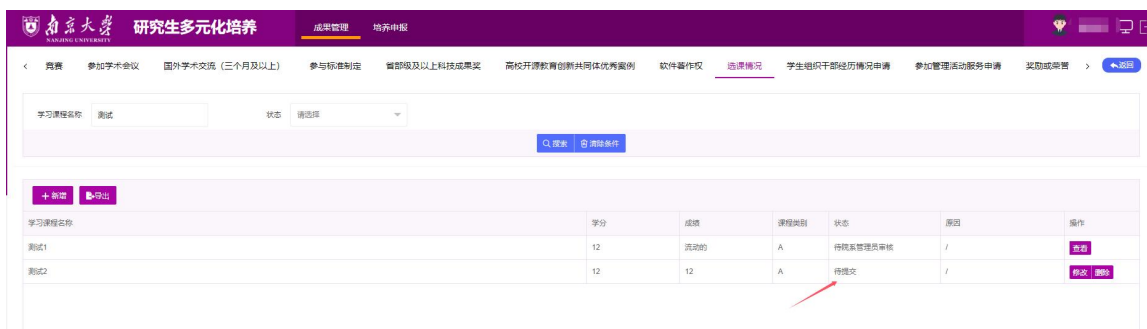 南京大学 研究生多元化培养 成果管理 培养申报
NANJING UNIVERSITY
竞赛 参加学术会议 国外学术交流（三个月及以上） 参与标准制定 省部级及以上科技成果奖 高校开源教育创新共同体优秀案例 软件著作权 选课情况 学生组织干部经历情况申请 参加管理活动服务申请 奖励或荣誉 返回
学习课程名称 测试 状态 请选择
搜索 清除条件
新增 导出
学习课程名称 学分 成绩 课程类别 状态 原因 操作
测试1 12 流动的 A 待院系管理员审核 / 查看
测试2 12 12 A 待提交 / 修改 删除